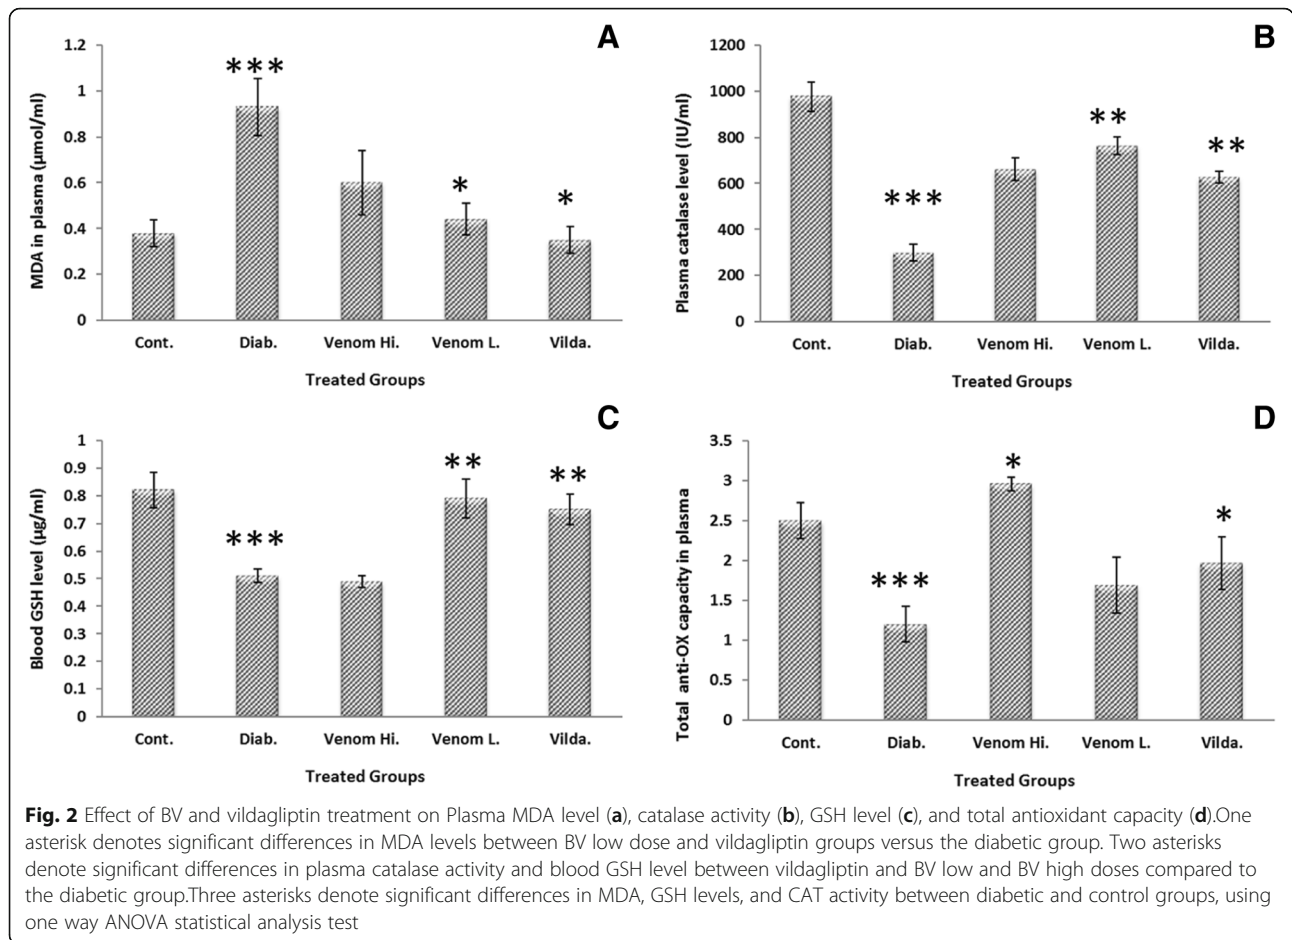 A
1.2
1
0.8
0.6
0.4
0.2
0
MDA in plasma (µmol/ml)
***
*
*
Cont. Diab. Venom Hi. Venom L. Vilda.
Treated Groups
B
1200
1000
800
600
400
200
0
Plasma catalase level (IU/ml)
***
**
**
Cont. Diab. Venom Hi. Venom L. Vilda.
Treated Groups
C
1
0.9
0.8
0.7
0.6
0.5
0.4
0.3
0.2
0.1
0
Blood GSH level (µg/ml)
***
**
**
Cont. Diab. Venom Hi. Venom L. Vilda.
Treated Groups
D
3.5
3
2.5
2
1.5
1
0.5
0
Total anti-OX capacity in plasma
***
*
*
Cont. Diab. Venom Hi. Venom L. Vilda.
Treated Groups
Fig. 2 Effect of BV and vildagliptin treatment on Plasma MDA level (a), catalase activity (b), GSH level (c), and total antioxidant capacity (d).One
asterisk denotes significant differences in MDA levels between BV low dose and vildagliptin groups versus the diabetic group. Two asterisks
denote significant differences in plasma catalase activity and blood GSH level between vildagliptin and BV low and BV high doses compared to
the diabetic group.Three asterisks denote significant differences in MDA, GSH levels, and CAT activity between diabetic and control groups, using
one way ANOVA statistical analysis test